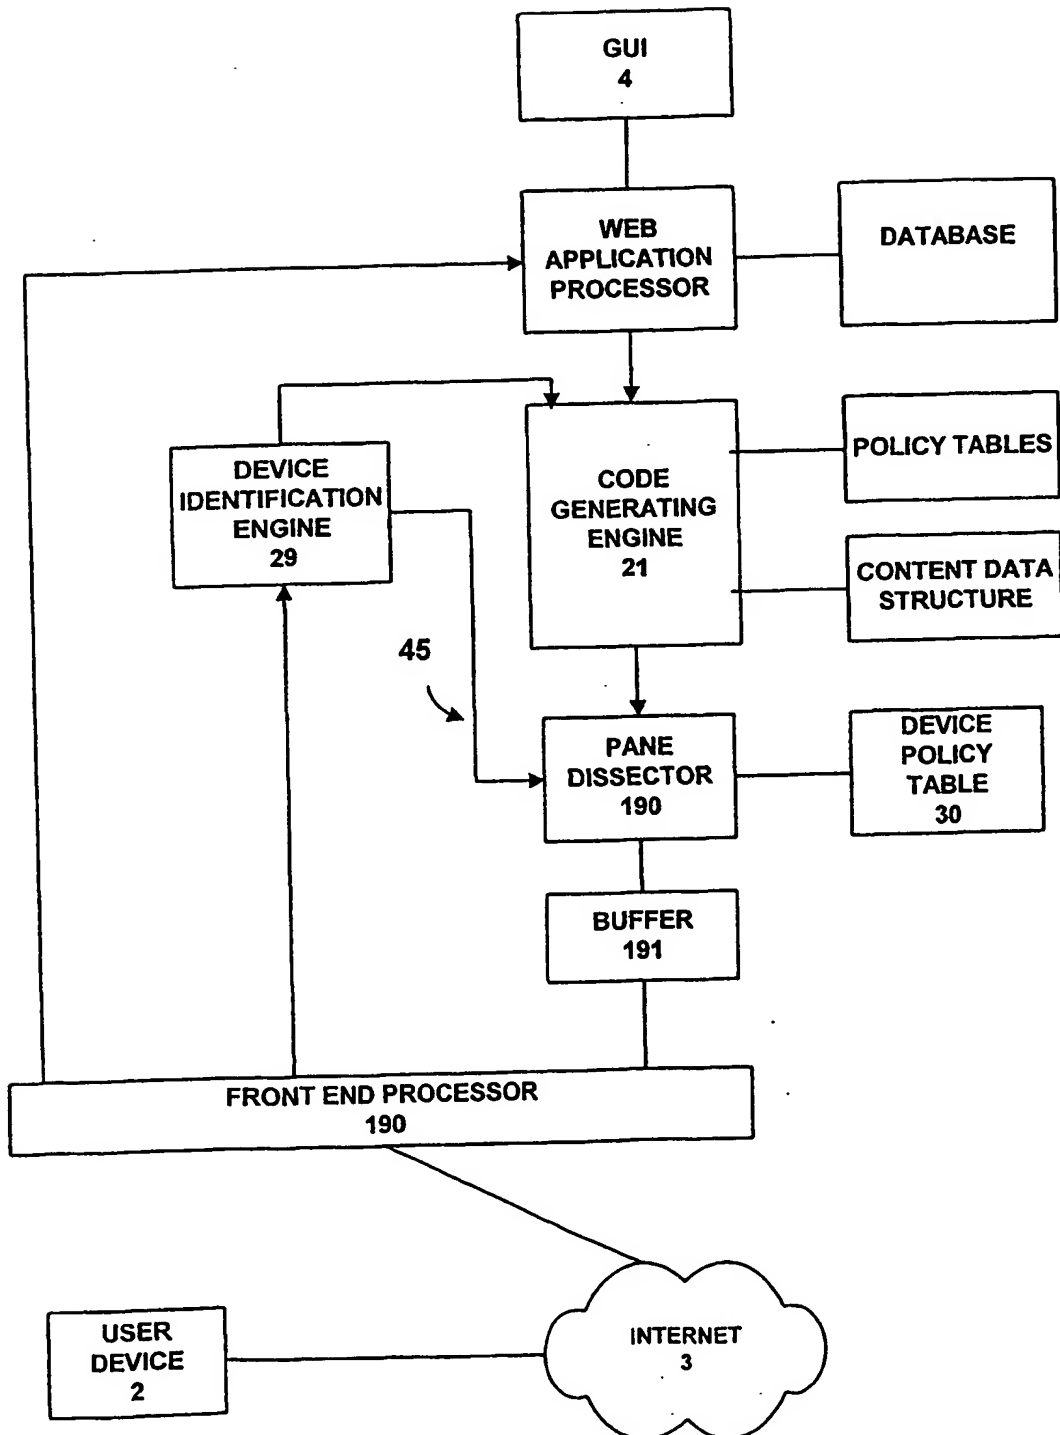 GUI
4
WEB
APPLICATION
PROCESSOR
DATABASE
DEVICE
IDENTIFICATION
ENGINE
29
CODE
GENERATING
ENGINE
21
POLICY TABLES
CONTENT DATA
STRUCTURE
45
PANE
DISSECTOR
190
DEVICE
POLICY
TABLE
30
BUFFER
191
FRONT END PROCESSOR
190
USER
DEVICE
2
INTERNET
3